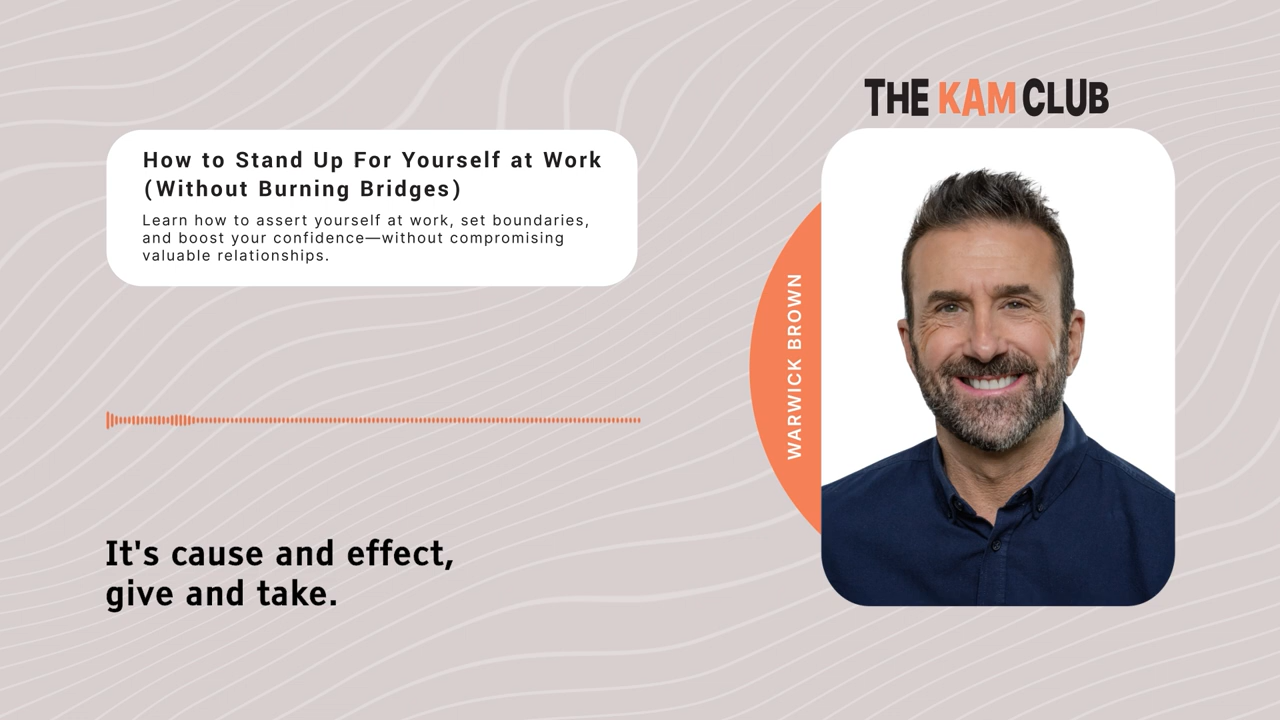 How to Stand Up For Yourself at Work
(Without Burning Bridges)
Learn how to assert yourself at work, set boundaries,
and boost your confidence—without compromising
valuable relationships.
It's cause and effect,
give and take.
THE KAM CLUB
WARWICK BROWN